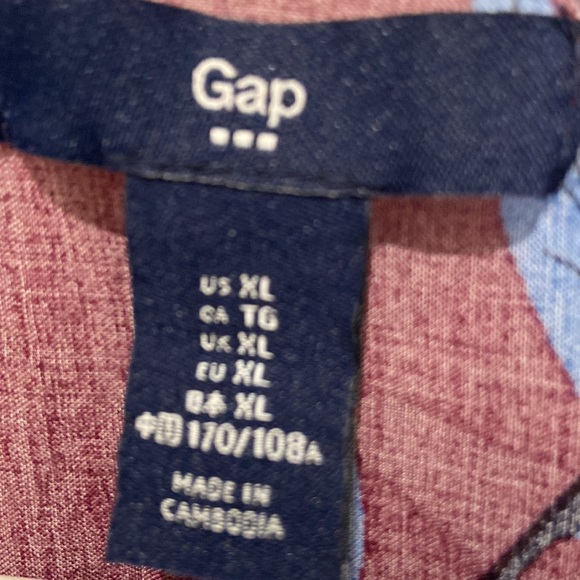 Gap
US XL
CA TG
UK XL
EU XL
日本 XL
中国 170/108A
MADE IN
CAMBODIA